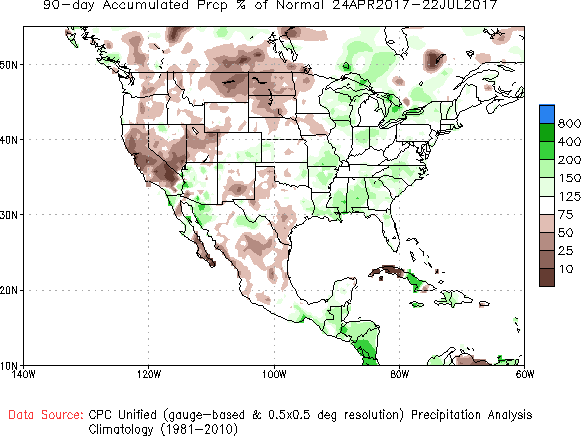 90-day Accumulated Prcp % of Normal 24APR2017-22JUL2017
50N
40N
30N
20N
10N
140W 120W 100W 80W 60W
800
400
200
150
125
75
50
25
10
Data Source: CPC Unified (gauge-based & 0.5x0.5 deg resolution) Precipitation Analysis
Climatology (1981-2010)